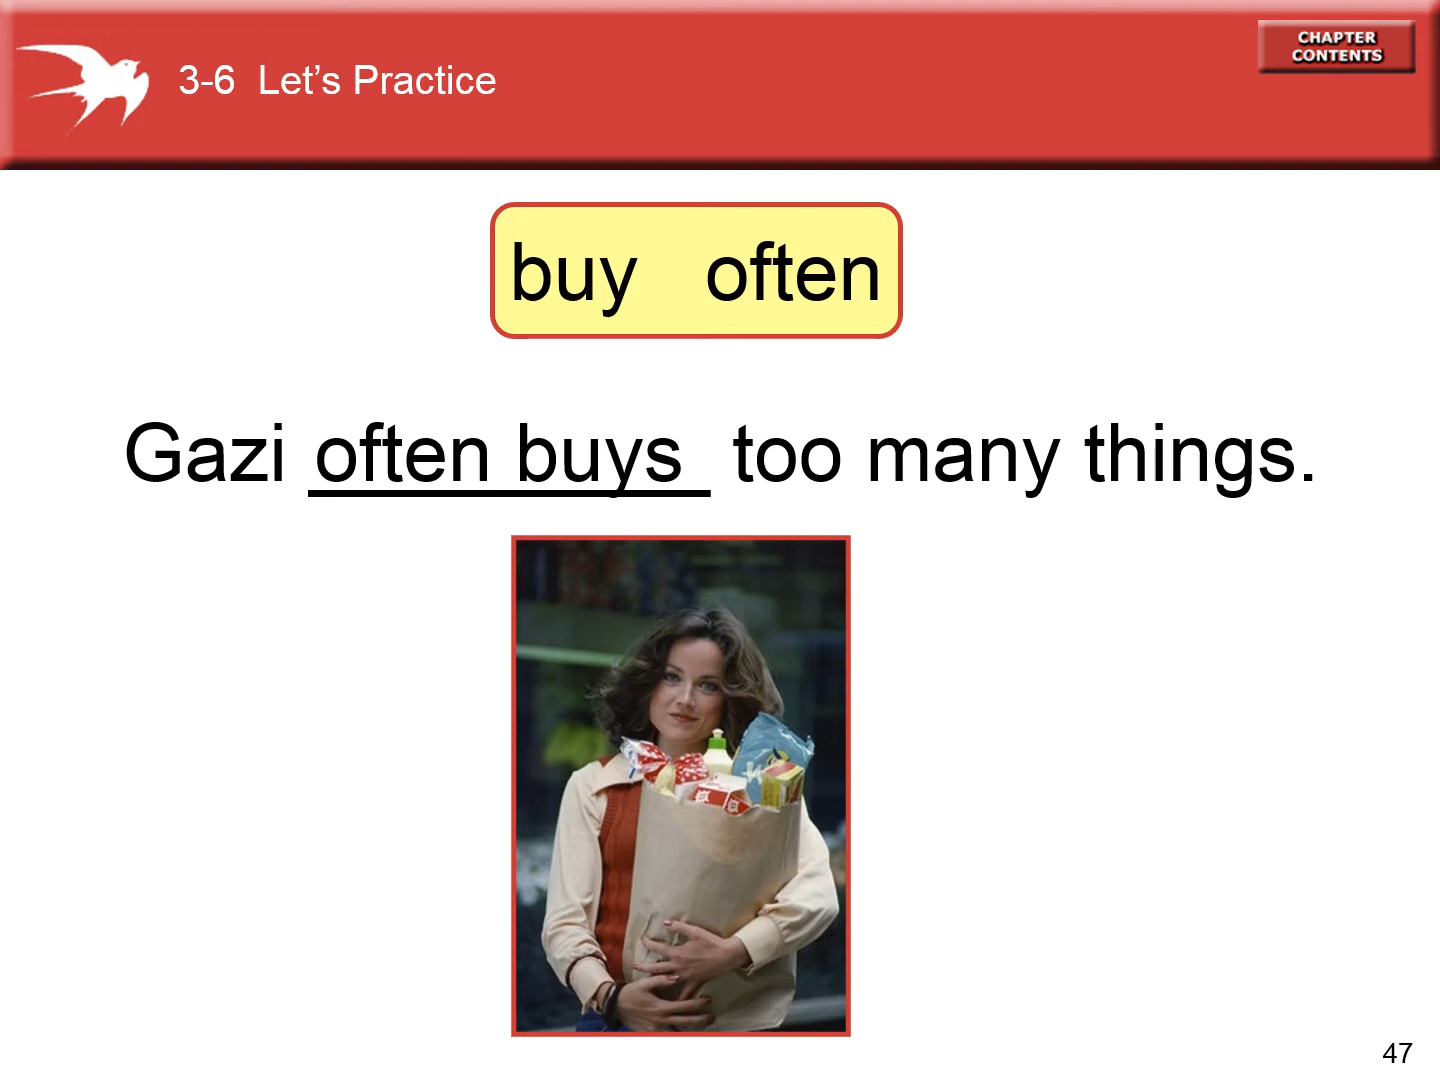 CHAPTER
CONTENTS
3-6 Let’s Practice
buy often
Gazi often buys too many things.
47